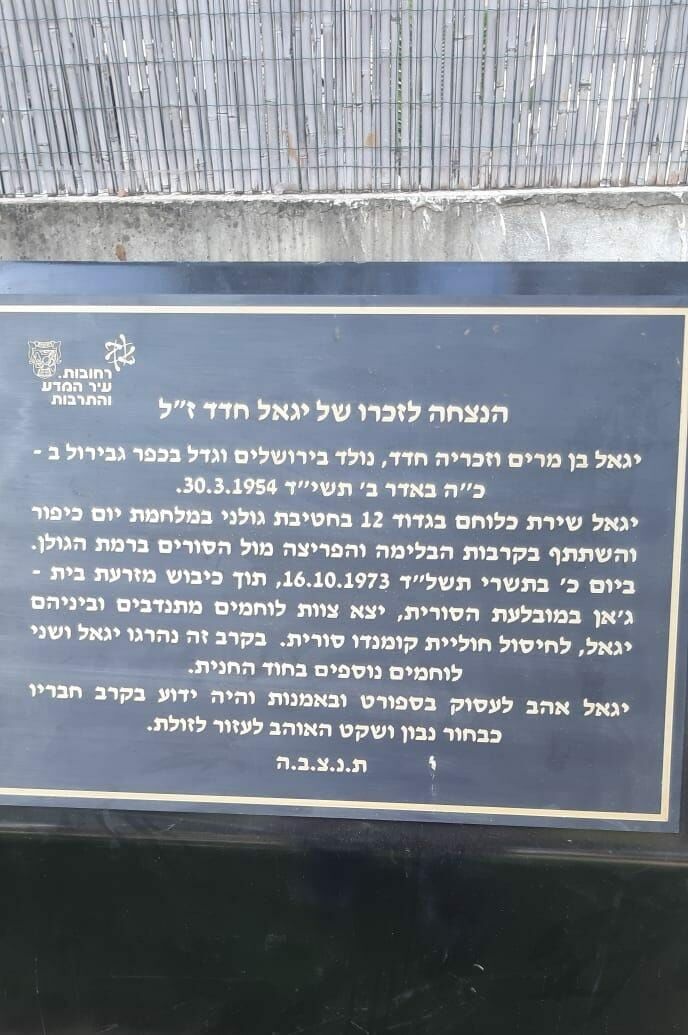 רחובות.
עיר המדע
והתרבות
הנצחה לזכרו של יגאל חדד ז״ל
יגאל בן מרים וזכריה חדד, נולד בירושלים וגדל בכפר גבירול ב -
כ״ה באדר ב׳ תשי״ד 30.3.1954.
יגאל שירת כלוחם בגדוד 12 בחטיבת גולני במלחמת יום כיפור
והשתתף בקרבות הבלימה והפריצה מול הסורים ברמת הגולן.
ביום כ׳ בתשרי תשל״ד 16.10.1973, תוך כיבוש מזרעת בית -
ג׳אן במובלעת הסורית, יצא צוות לוחמים מתנדבים וביניהם
יגאל, לחיסול חוליית קומנדו סורית. בקרב זה נהרגו יגאל ושני
לוחמים נוספים בחוד החנית.
יגאל אהב לעסוק בספורט ובאמנות והיה ידוע בקרב חבריו
כבחור נבון ושקט האוהב לעזור לזולת.
ת.נ.צ.ב.ה